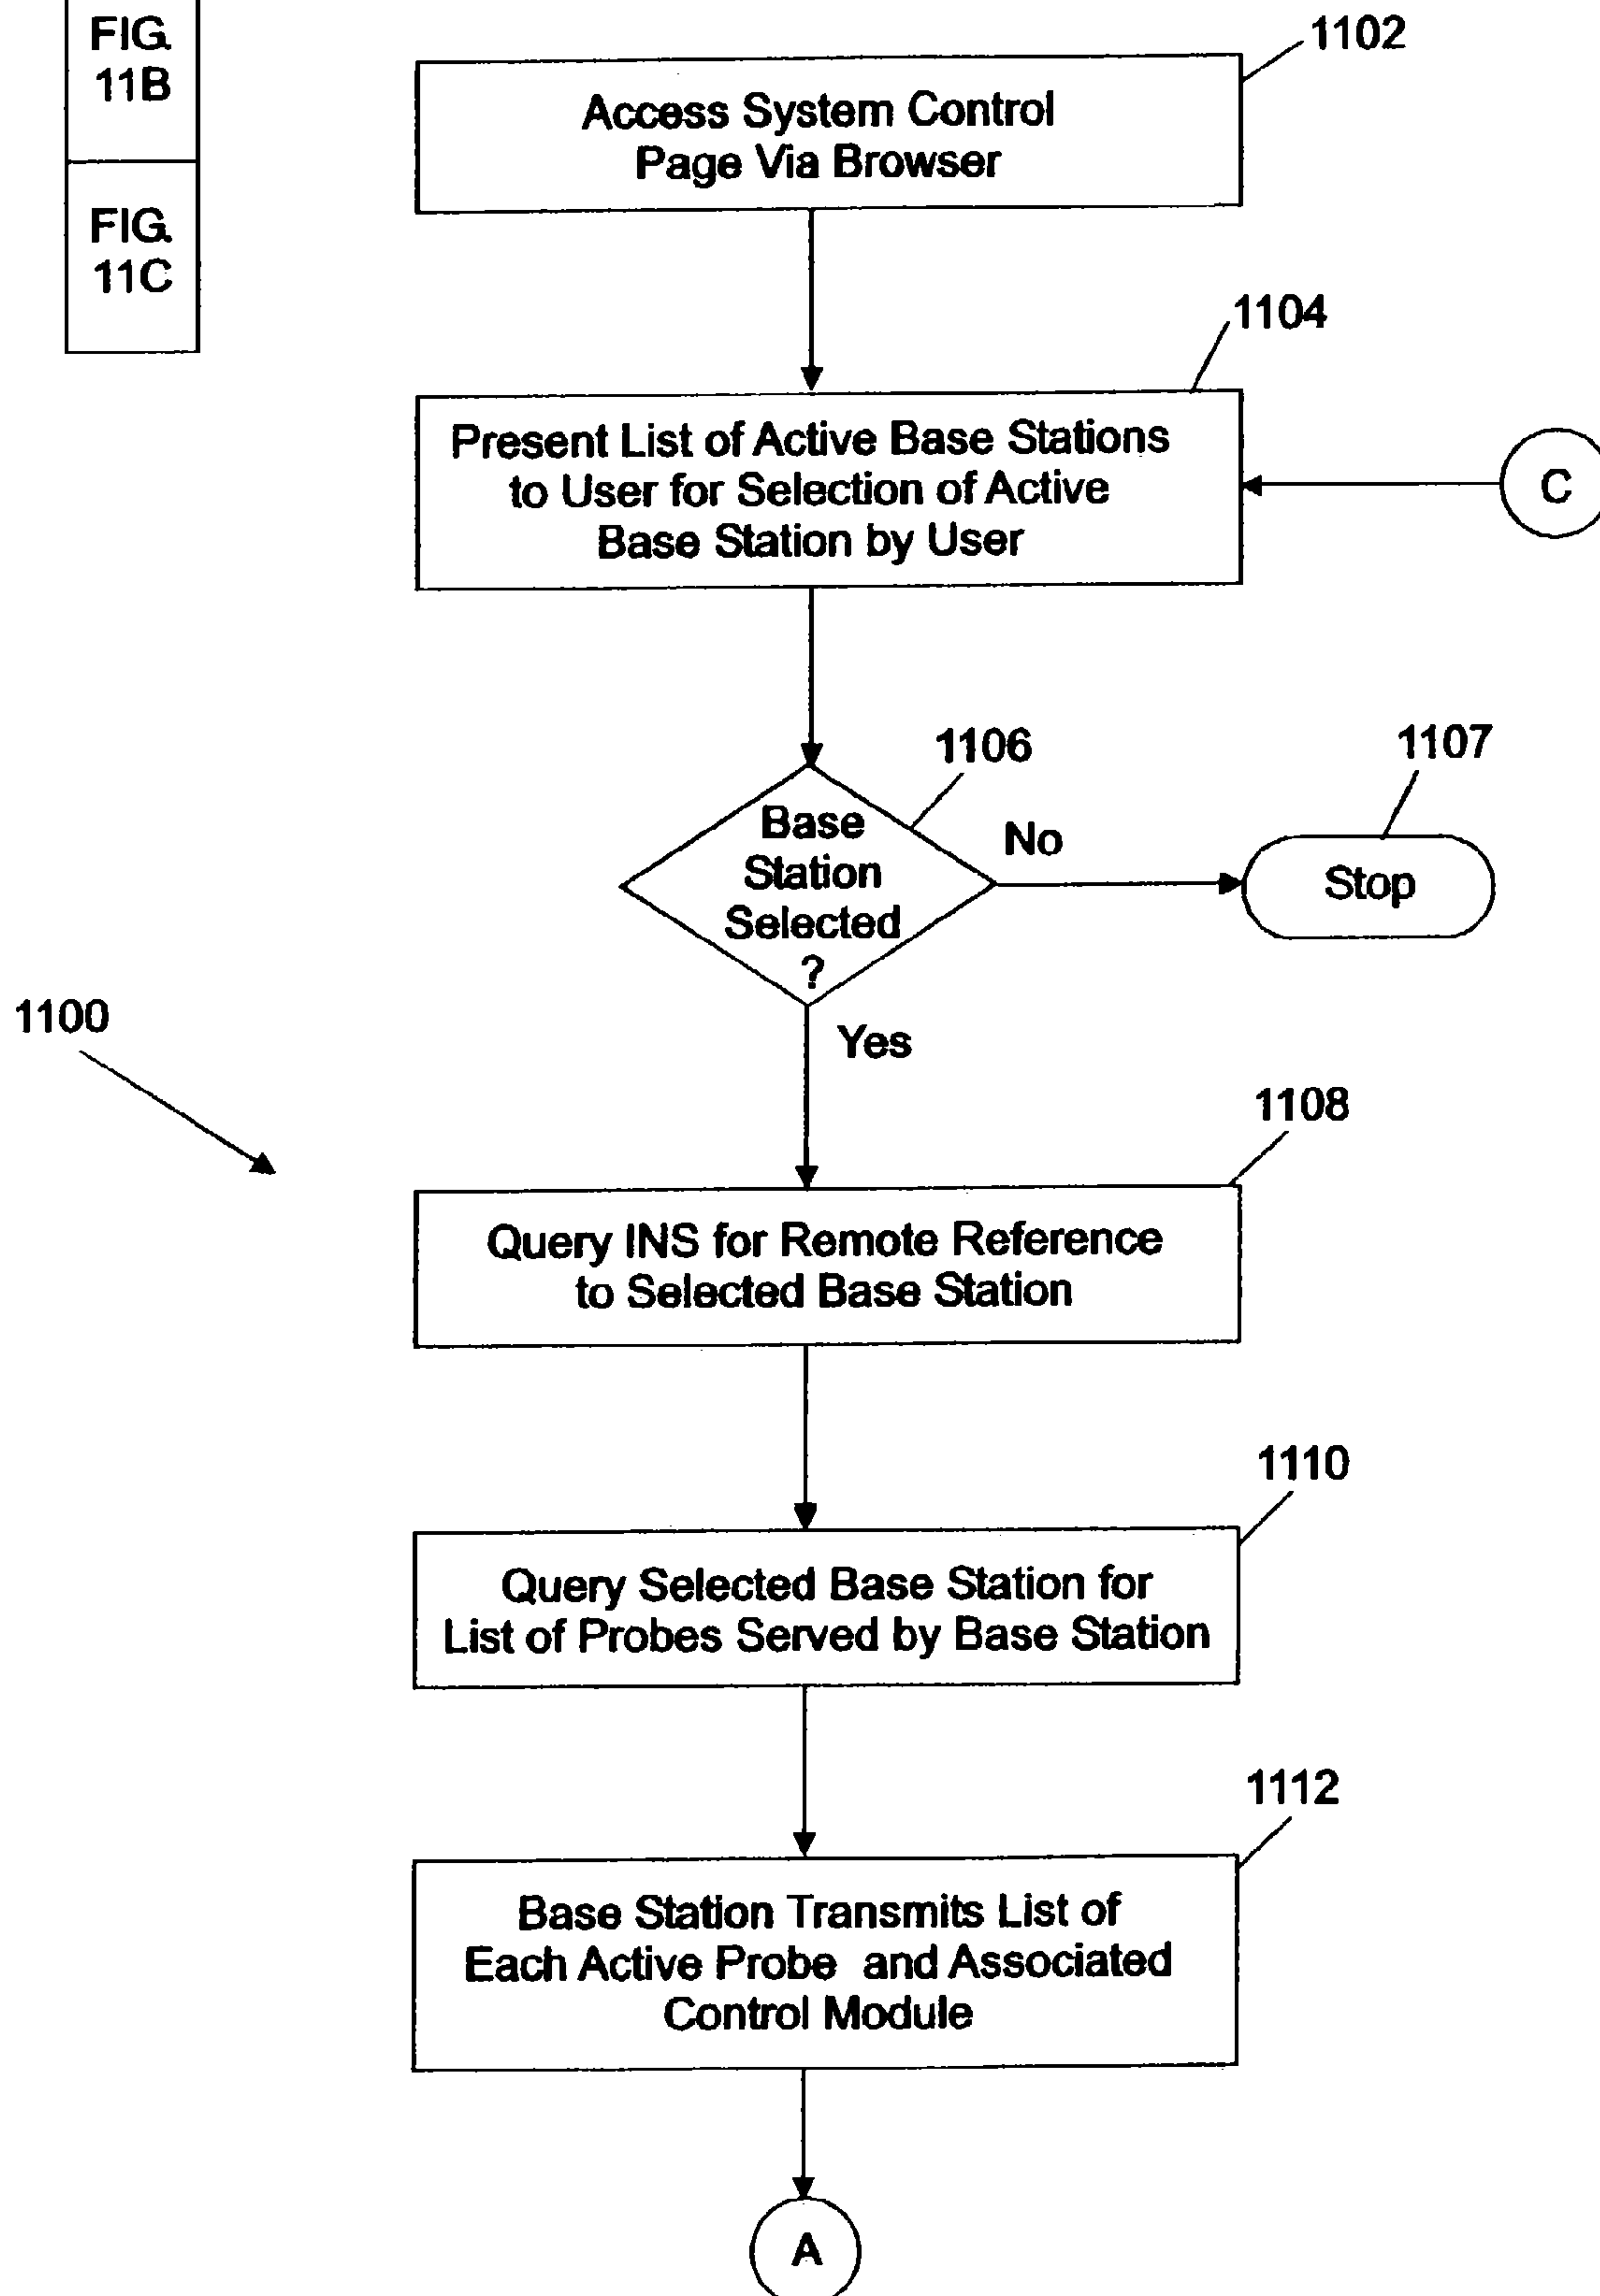 FIG.
11B
FIG.
11C
1102
Access System Control
Page Via Browser
1104
Present List of Active Base Stations
to User for Selection of Active
Base Station by User
C
1106
Base
Station
Selected
?
No
1107
Stop
Yes
1100
1108
Query INS for Remote Reference
to Selected Base Station
1110
Query Selected Base Station for
List of Probes Served by Base Station
1112
Base Station Transmits List of
Each Active Probe and Associated
Control Module
A